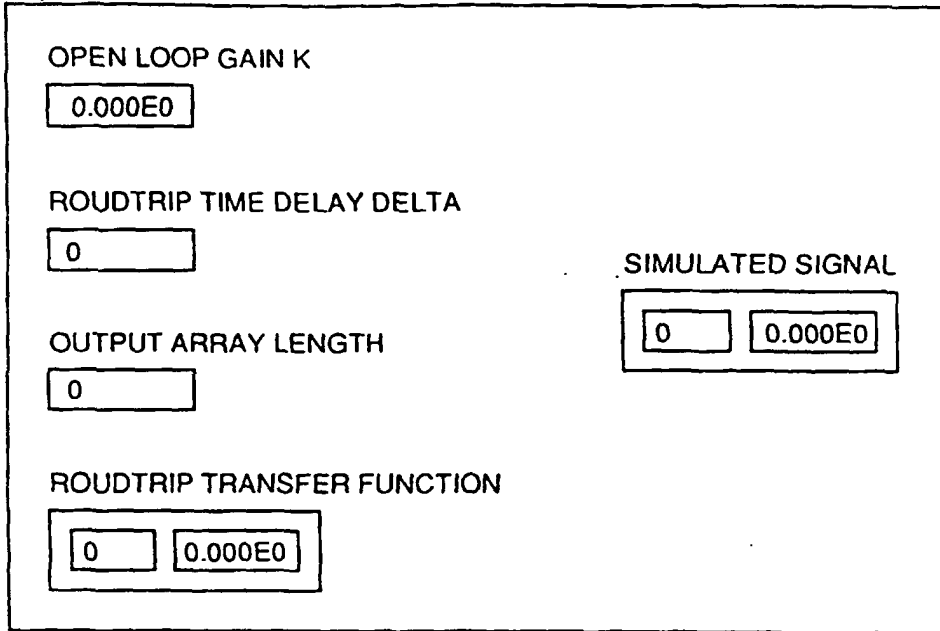 OPEN LOOP GAIN K
0.000E0
ROUDTRIP TIME DELAY DELTA
0
OUTPUT ARRAY LENGTH
0
ROUDTRIP TRANSFER FUNCTION
0 0.000E0
SIMULATED SIGNAL
0 0.000E0